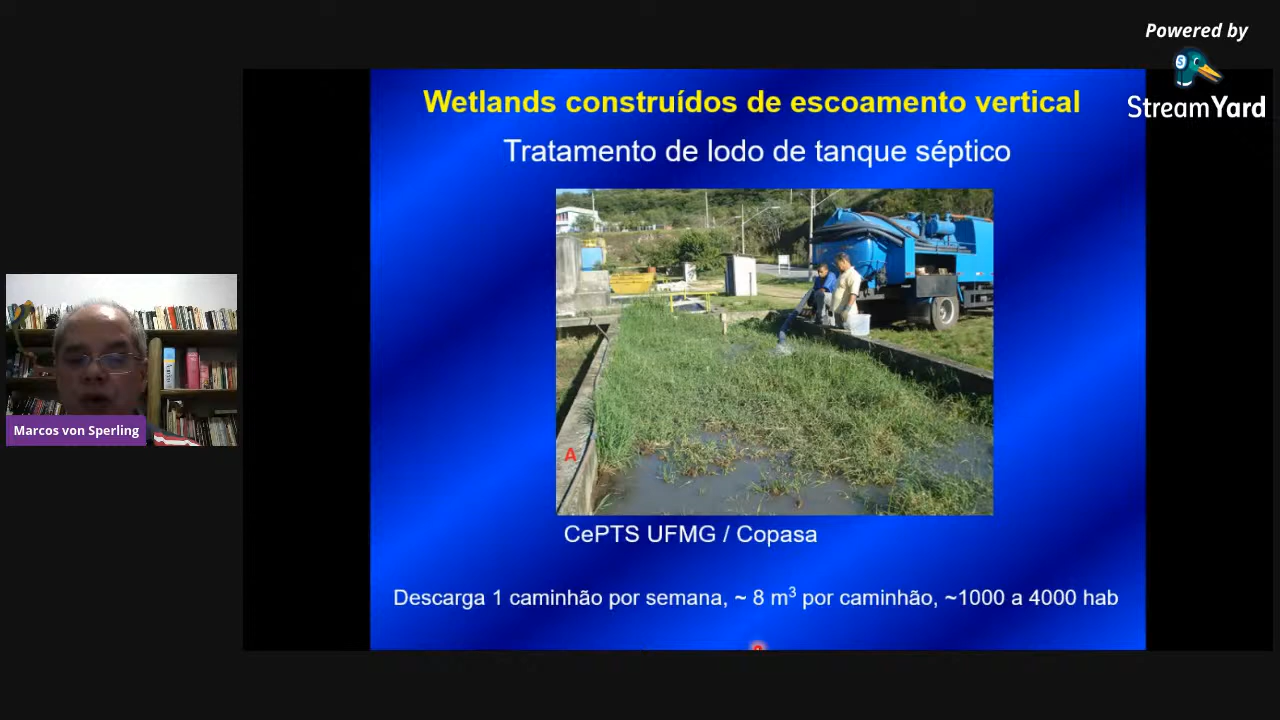 Powered by
StreamYard
Wetlands construídos de escoamento vertical
Tratamento de lodo de tanque séptico
A
Marcos von Sperling
CePTS UFMG / Copasa
Descarga 1 caminhão por semana, ~ 8 m³ por caminhão, ~1000 a 4000 hab